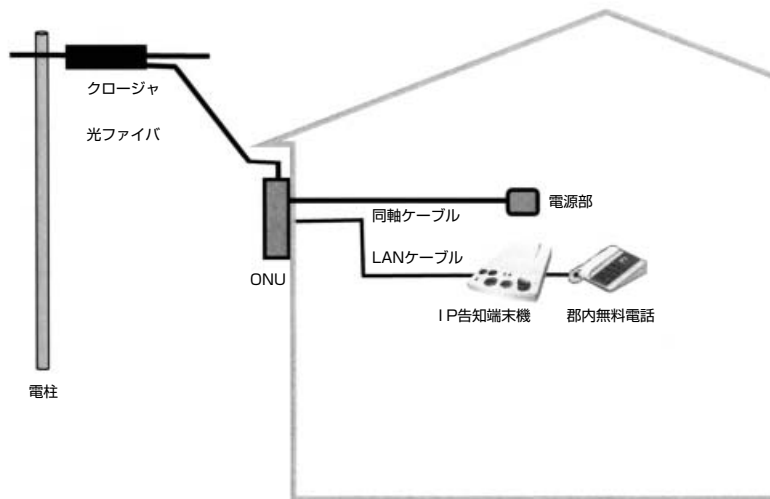 クロージャ
光ファイバ
電源部
同軸ケーブル
LANケーブル
ONU
IP告知端末機
郡内無料電話
電柱